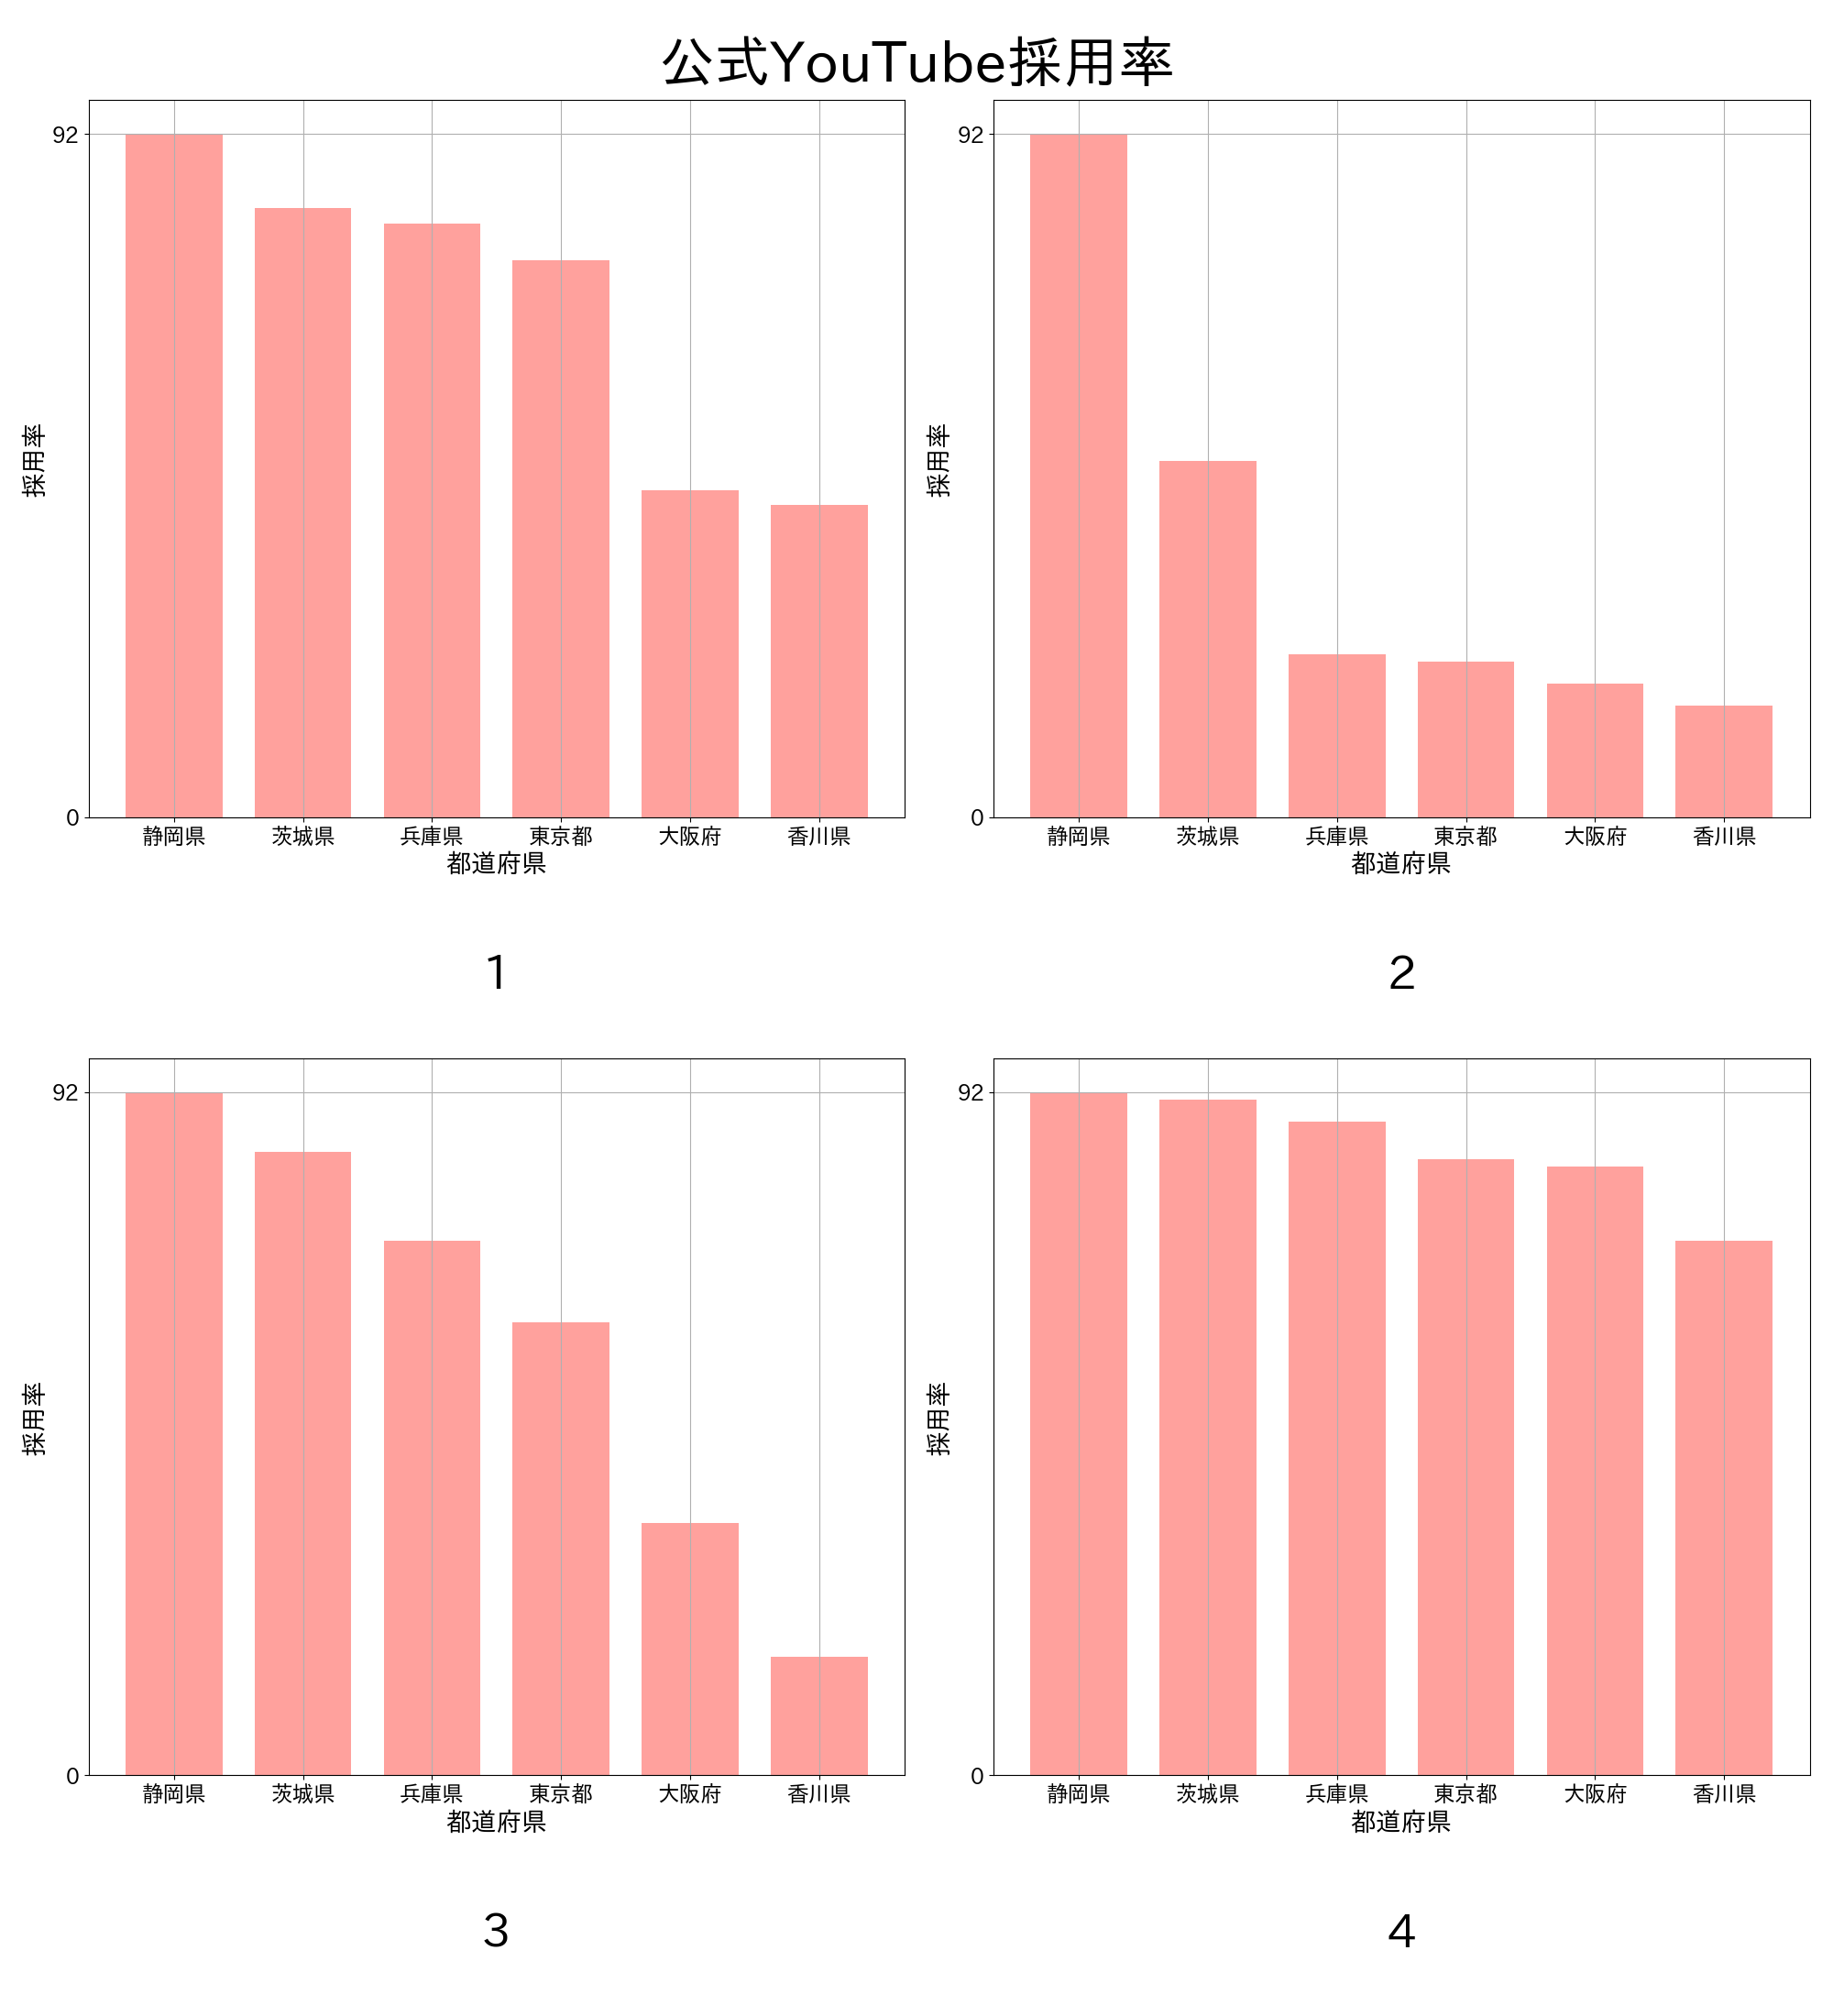 公式YouTube採用率
92
0
採用率
静岡県 茨城県 兵庫県 東京都 大阪府 香川県
都道府県
1
92
0
採用率
静岡県 茨城県 兵庫県 東京都 大阪府 香川県
都道府県
2
92
0
採用率
静岡県 茨城県 兵庫県 東京都 大阪府 香川県
都道府県
3
92
0
採用率
静岡県 茨城県 兵庫県 東京都 大阪府 香川県
都道府県
4